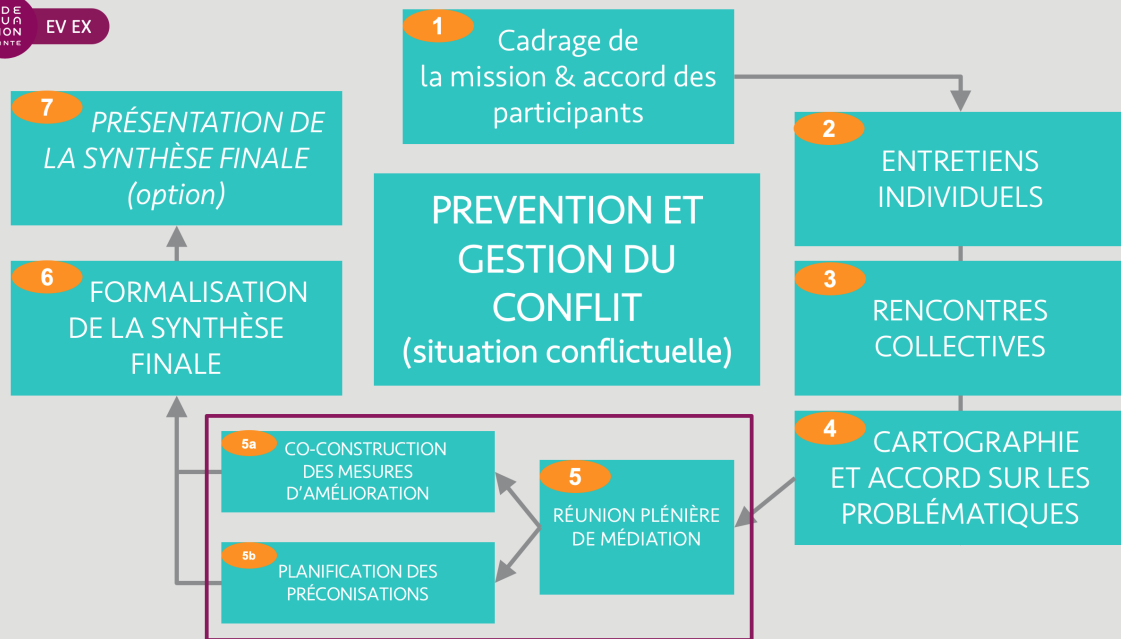 EV EX
1
Cadrage de
la mission & accord des
participants
7
PRÉSENTATION DE
LA SYNTHÈSE FINALE
(option)
2
ENTRETIENS
INDIVIDUELS
PREVENTION ET
GESTION DU
CONFLIT
(situation conflictuelle)
6
FORMALISATION
DE LA SYNTHÈSE
FINALE
3
RENCONTRES
COLLECTIVES
4
CARTOGRAPHIE
ET ACCORD SUR LES
PROBLÉMATIQUES
5a
CO-CONSTRUCTION
DES MESURES
D'AMÉLIORATION
5
RÉUNION PLÉNIÈRE
DE MÉDIATION
5b
PLANIFICATION DES
PRÉCONISATIONS